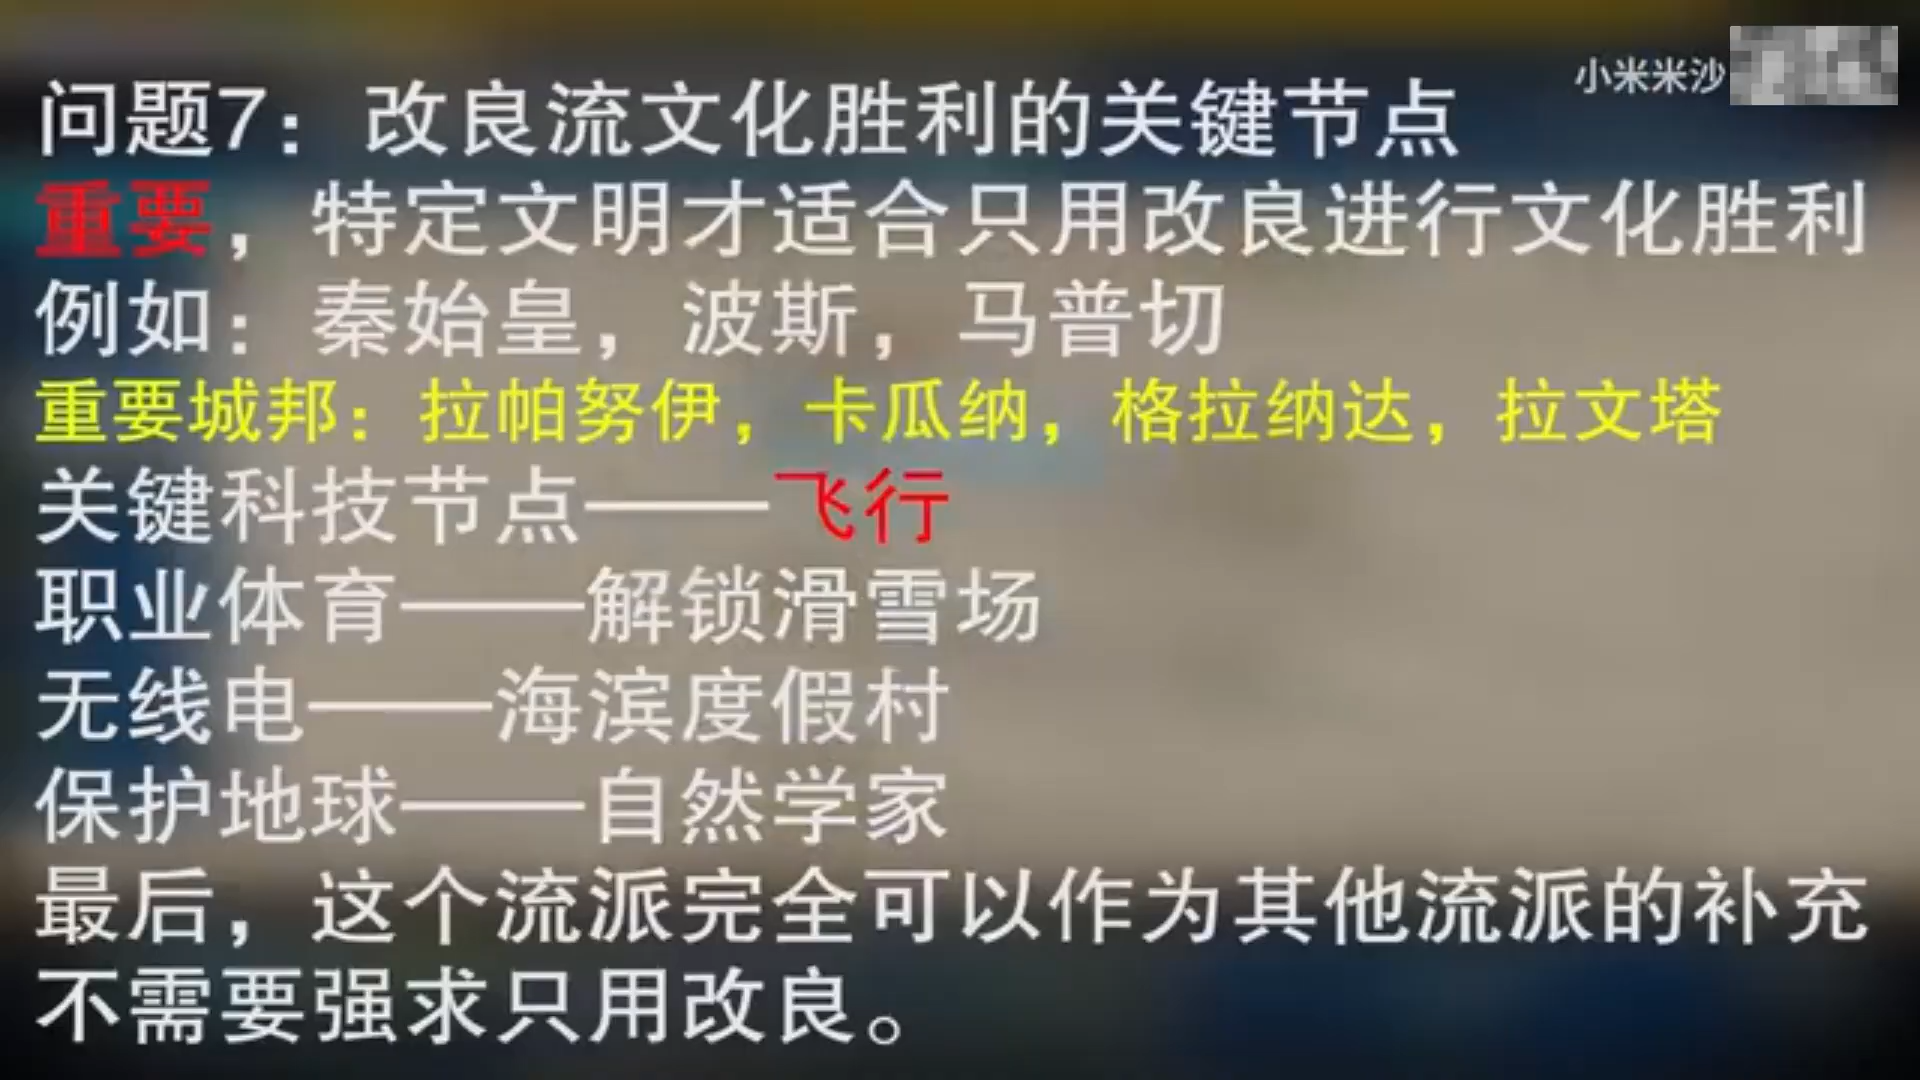 小米米沙
问题7：改良流文化胜利的关键节点
重要，特定文明才适合只用改良进行文化胜利
例如：秦始皇，波斯，马普切
重要城邦：拉帕努伊，卡瓜纳，格拉纳达，拉文塔
关键科技节点——飞行
职业体育——解锁滑雪场
无线电——海滨度假村
保护地球——自然学家
最后，这个流派完全可以作为其他流派的补充
不需要强求只用改良。